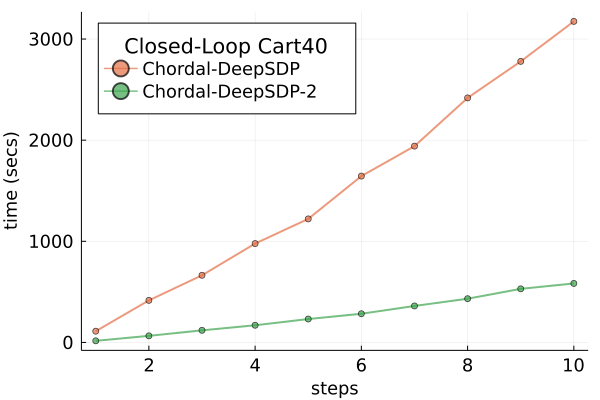 Closed-Loop Cart40
Chordal-DeepSDP
Chordal-DeepSDP-2
time (secs)
3000
2000
1000
0
2 4 6 8 10
steps